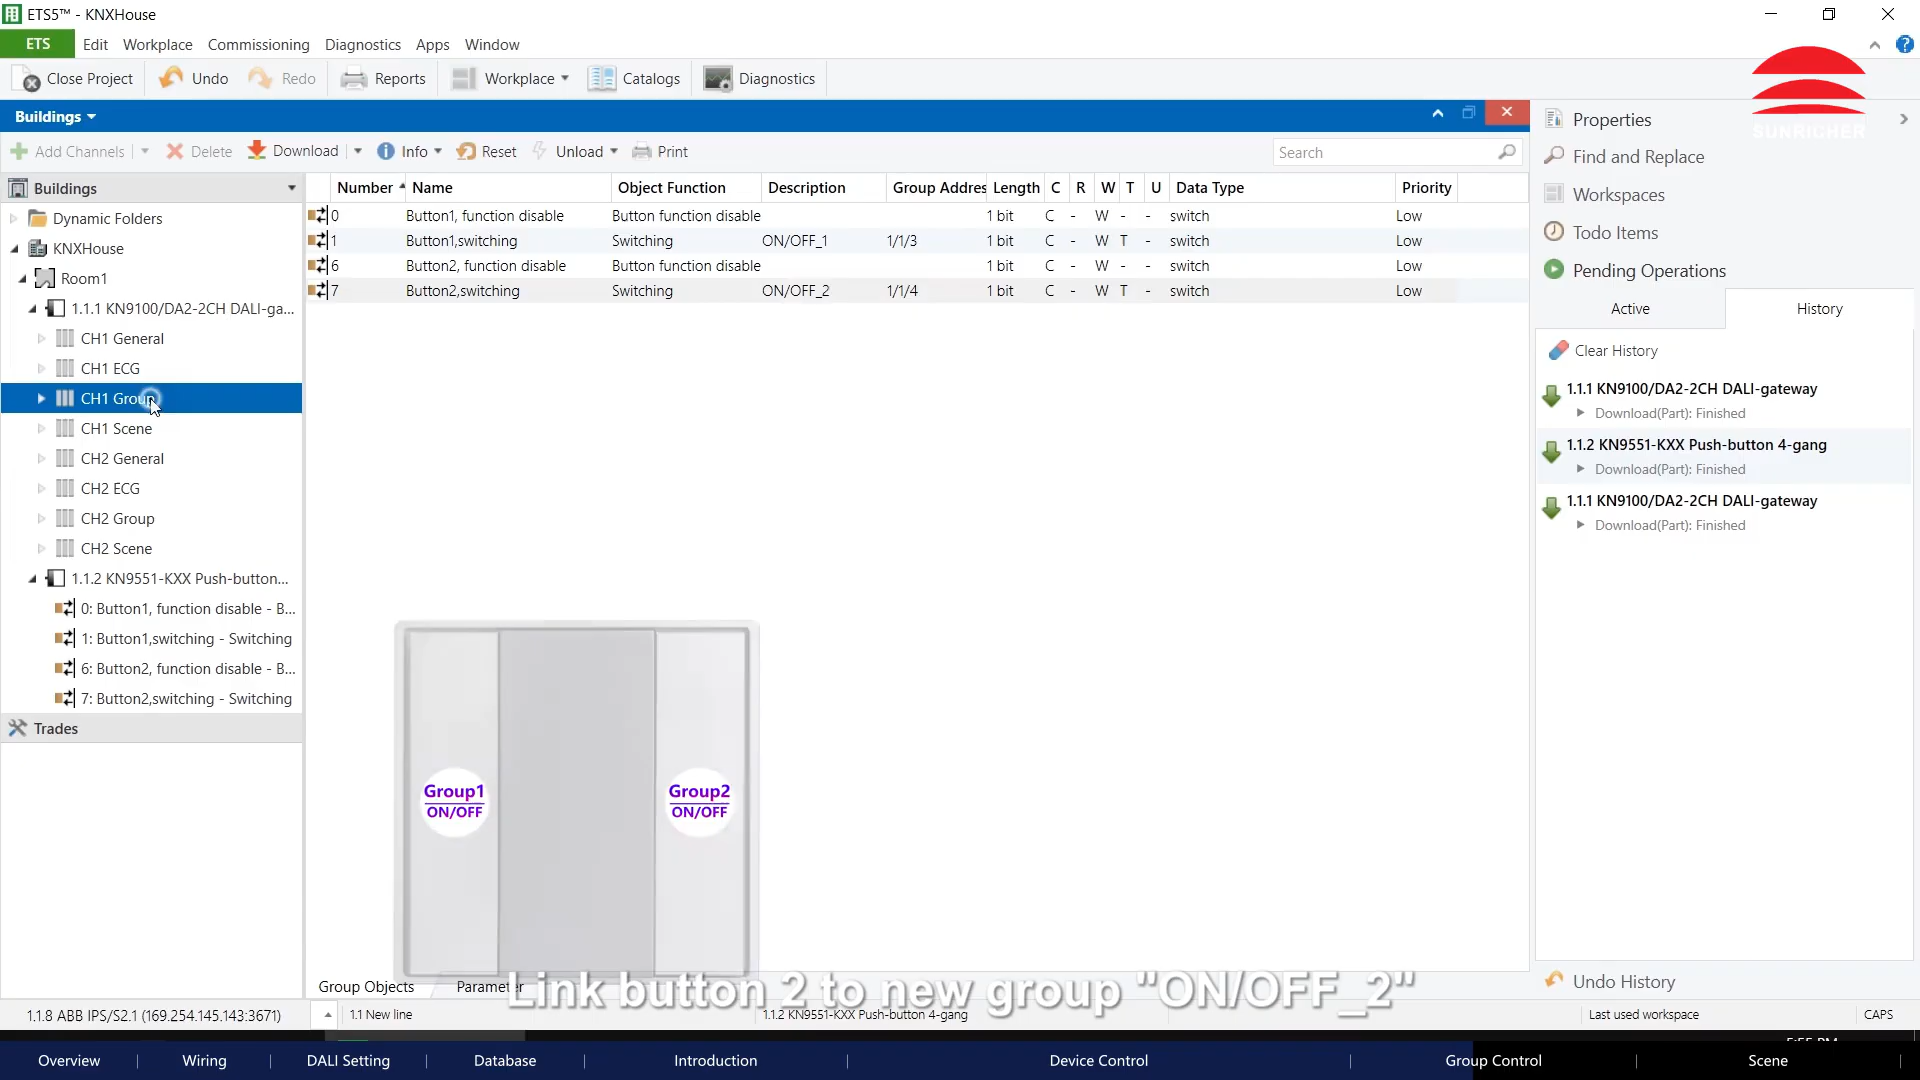 ETS5™ - KNXHouse
ETS Edit Workplace Commissioning Diagnostics Apps Window
Close Project Undo Redo Reports Workplace Catalogs Diagnostics
SUNRICHER
Buildings
Add Channels Delete Download Info Reset Unload Print Search
Buildings
Dynamic Folders
KNXHouse
Room1
1.1.1 KN9100/DA2-2CH DALI-ga...
CH1 General
CH1 ECG
CH1 Group
CH1 Scene
CH2 General
CH2 ECG
CH2 Group
CH2 Scene
1.1.2 KN9551-KXX Push-button...
0: Button1, function disable - B...
1: Button1,switching - Switching
6: Button2, function disable - B...
7: Button2,switching - Switching
Trades
Number Name Object Function Description Group Addres Length C R W T U Data Type Priority
0 Button1, function disable Button function disable 1 bit C - W - - switch Low
1 Button1,switching Switching ON/OFF_1 1/1/3 1 bit C - W T - switch Low
6 Button2, function disable Button function disable 1 bit C - W - - switch Low
7 Button2,switching Switching ON/OFF_2 1/1/4 1 bit C - W T - switch Low
Group1
ON/OFF
Group2
ON/OFF
Group Objects Parameter
Link button 2 to new group "ON/OFF_2"
Properties
Find and Replace
Workspaces
Todo Items
Pending Operations
Active History
Clear History
1.1.1 KN9100/DA2-2CH DALI-gateway
Download(Part): Finished
1.1.2 KN9551-KXX Push-button 4-gang
Download(Part): Finished
1.1.1 KN9100/DA2-2CH DALI-gateway
Download(Part): Finished
Undo History
1.1.8 ABB IPS/S2.1 (169.254.145.143:3671) 1.1 New line 1.1.2 KN9551-KXX Push-button 4-gang Last used workspace CAPS
Overview | Wiring | DALI Setting | Database | Introduction | Device Control | Group Control | Scene